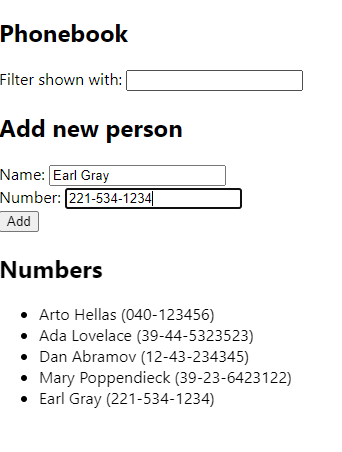 Phonebook
Filter shown with:
Add new person
Name: Earl Gray
Number: 221-534-1234
Add
Numbers
Arto Hellas (040-123456)
Ada Lovelace (39-44-5323523)
Dan Abramov (12-43-234345)
Mary Poppendieck (39-23-6423122)
Earl Gray (221-534-1234)